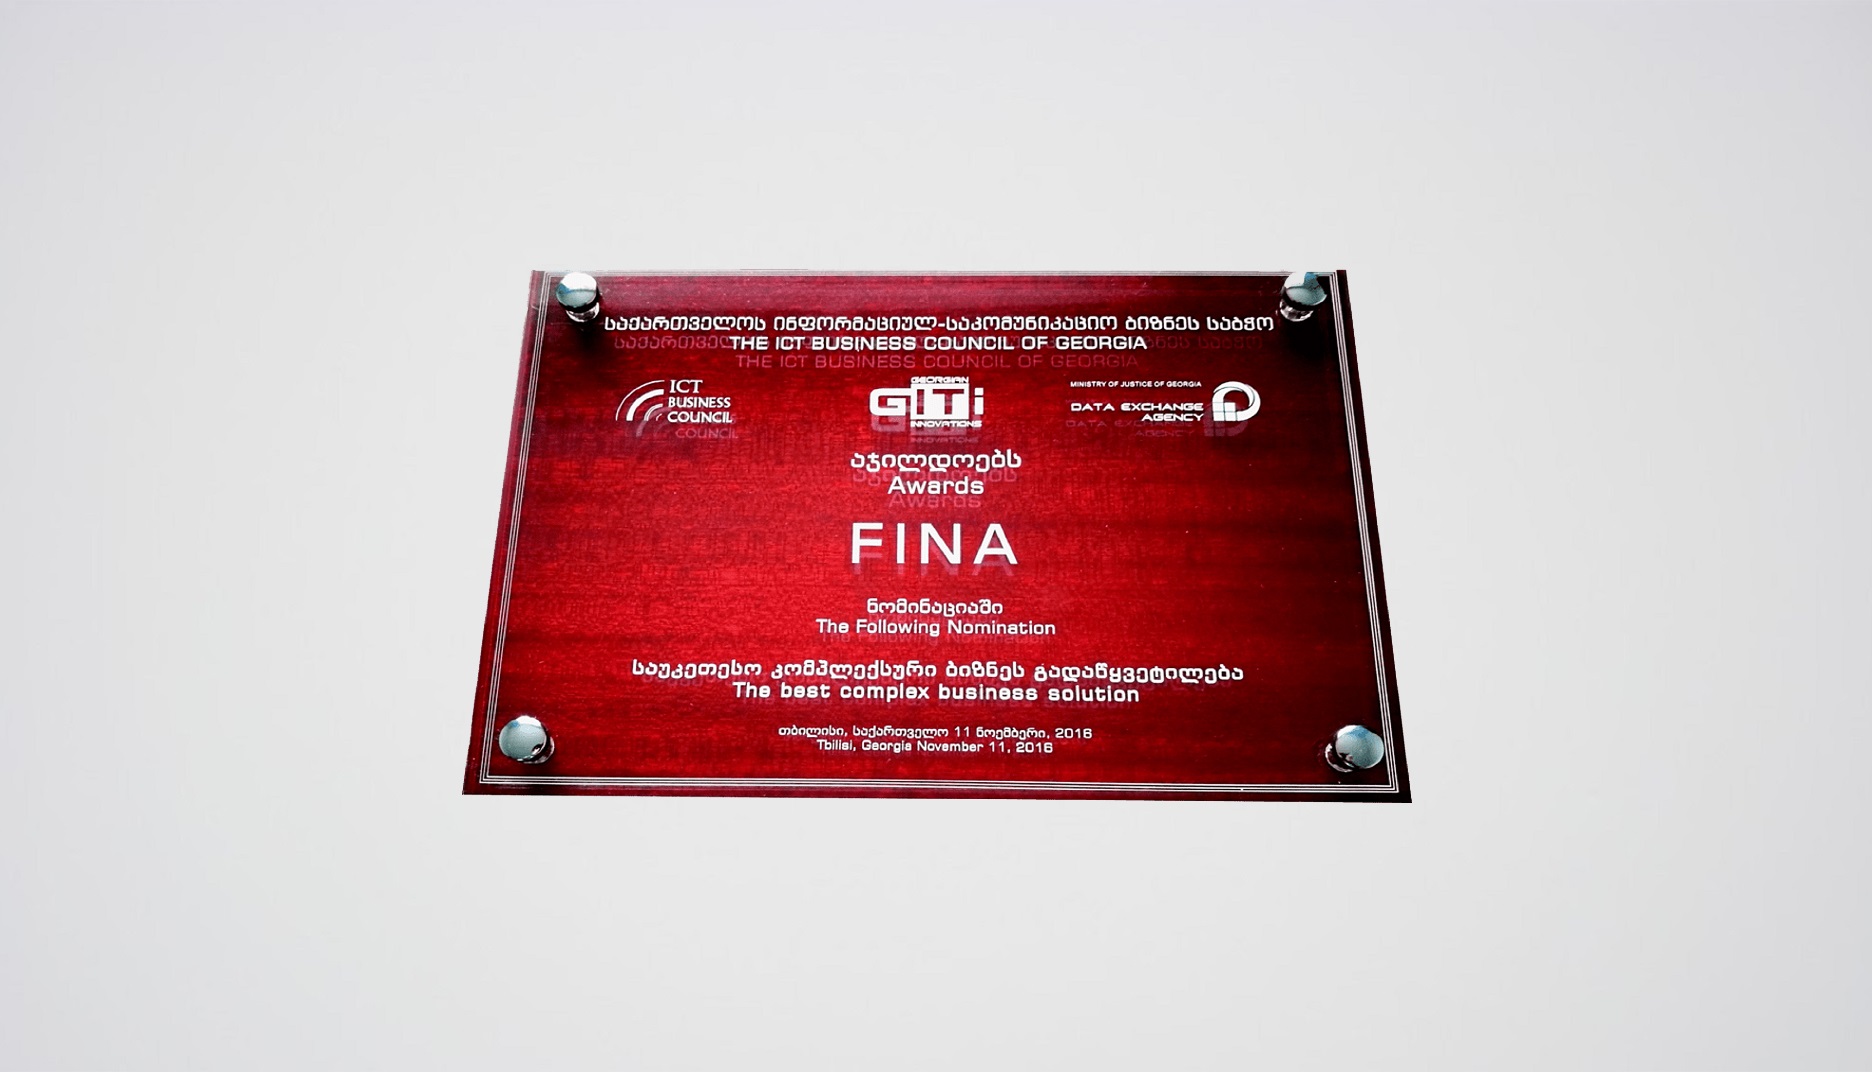 საქართველოს ინფორმაციულ-საკომუნიკაციო ბიზნეს საბჭო
THE ICT BUSINESS COUNCIL OF GEORGIA
ICT
BUSINESS
COUNCIL
GEORGIAN
GITi
INNOVATIONS
MINISTRY OF JUSTICE OF GEORGIA
DATA EXCHANGE
AGENCY
აჯილდოებს
Awards
FINA
ნომინაციაში
The Following Nomination
საუკეთესო კომპლექსური ბიზნეს გადაწყვეტილება
The best complex business solution
თბილისი, საქართველო 11 ნოემბერი, 2016
Tbilisi, Georgia November 11, 2016